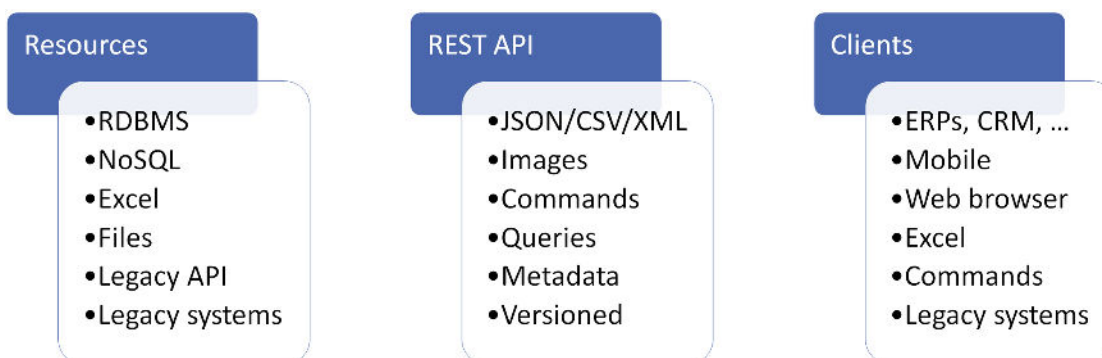 Resources
•RDBMS
•NoSQL
•Excel
•Files
•Legacy API
•Legacy systems
REST API
•JSON/CSV/XML
•Images
•Commands
•Queries
•Metadata
•Versioned
Clients
•ERPs, CRM, ...
•Mobile
•Web browser
•Excel
•Commands
•Legacy systems